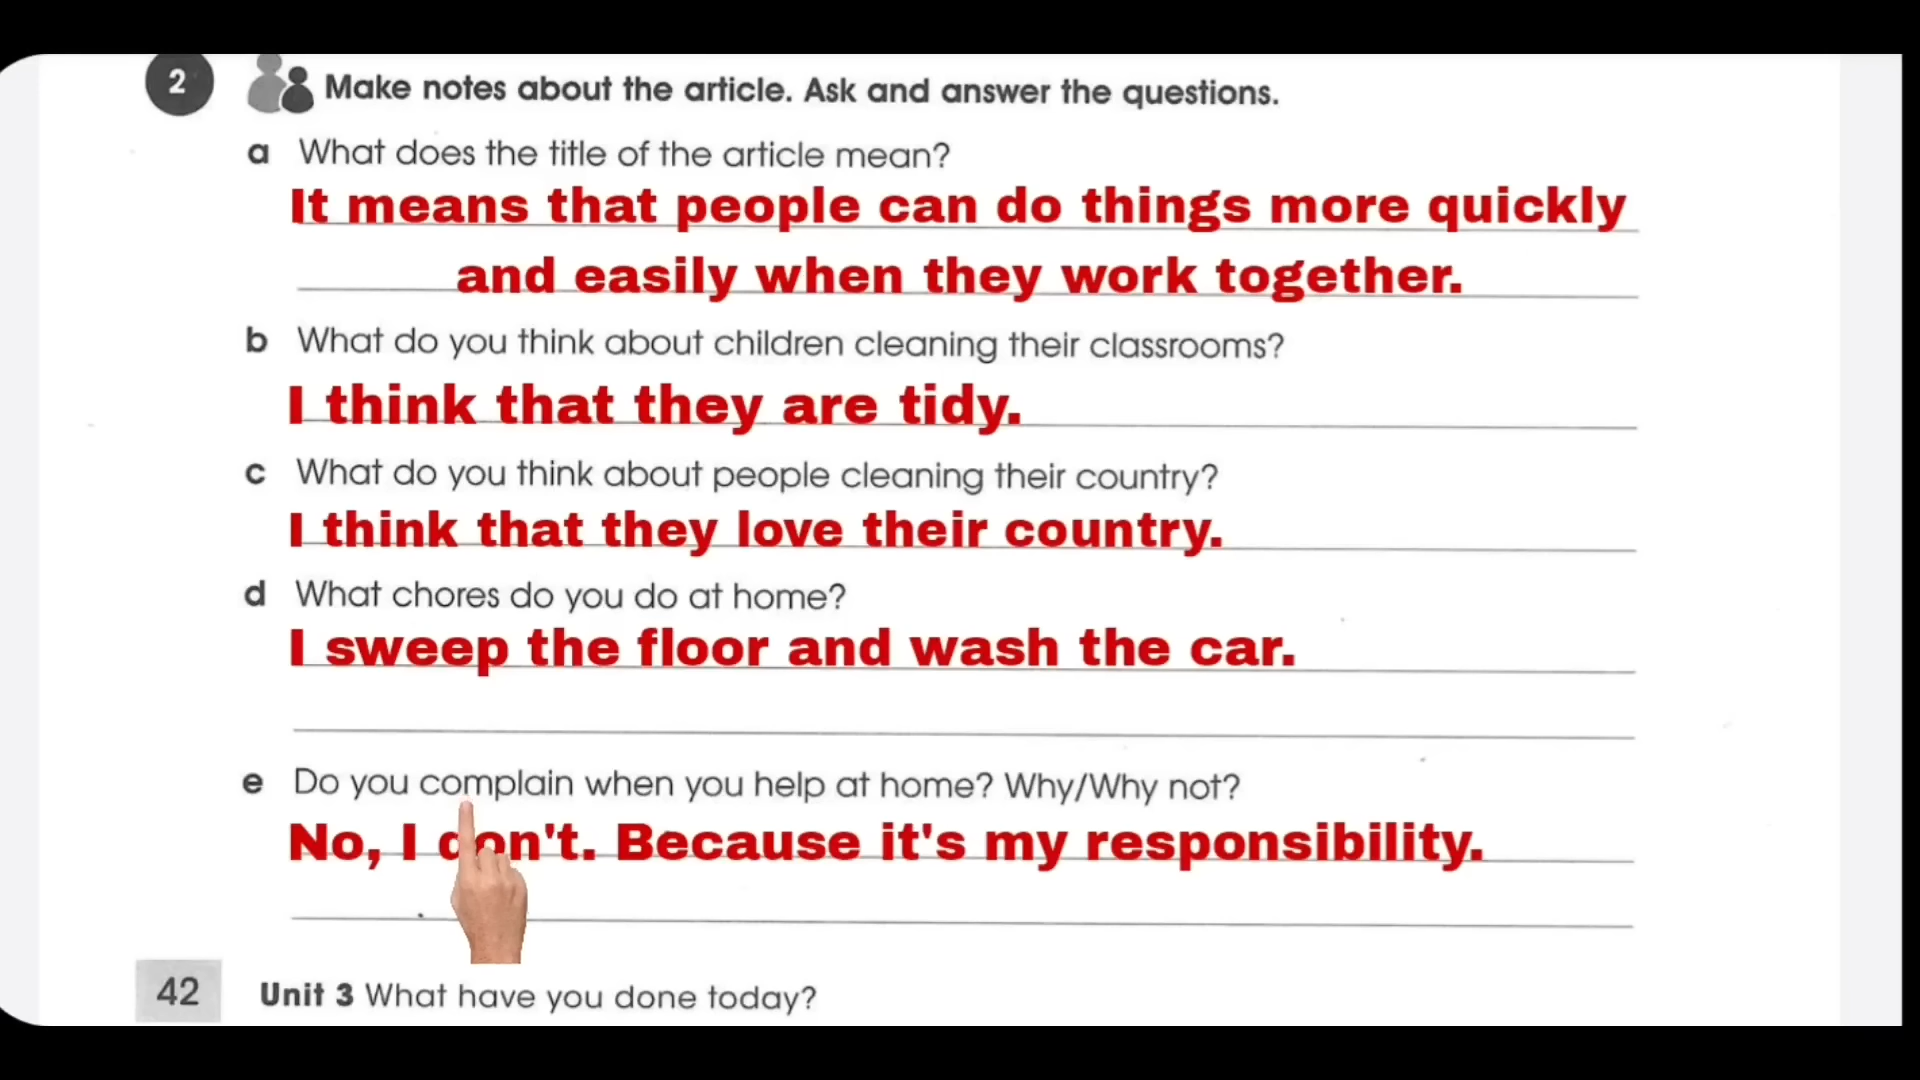 2 Make notes about the article. Ask and answer the questions.
a What does the title of the article mean?
It means that people can do things more quickly
and easily when they work together.
b What do you think about children cleaning their classrooms?
I think that they are tidy.
c What do you think about people cleaning their country?
I think that they love their country.
d What chores do you do at home?
I sweep the floor and wash the car.
e Do you complain when you help at home? Why/Why not?
No, I don't. Because it's my responsibility.
42 Unit 3 What have you done today?